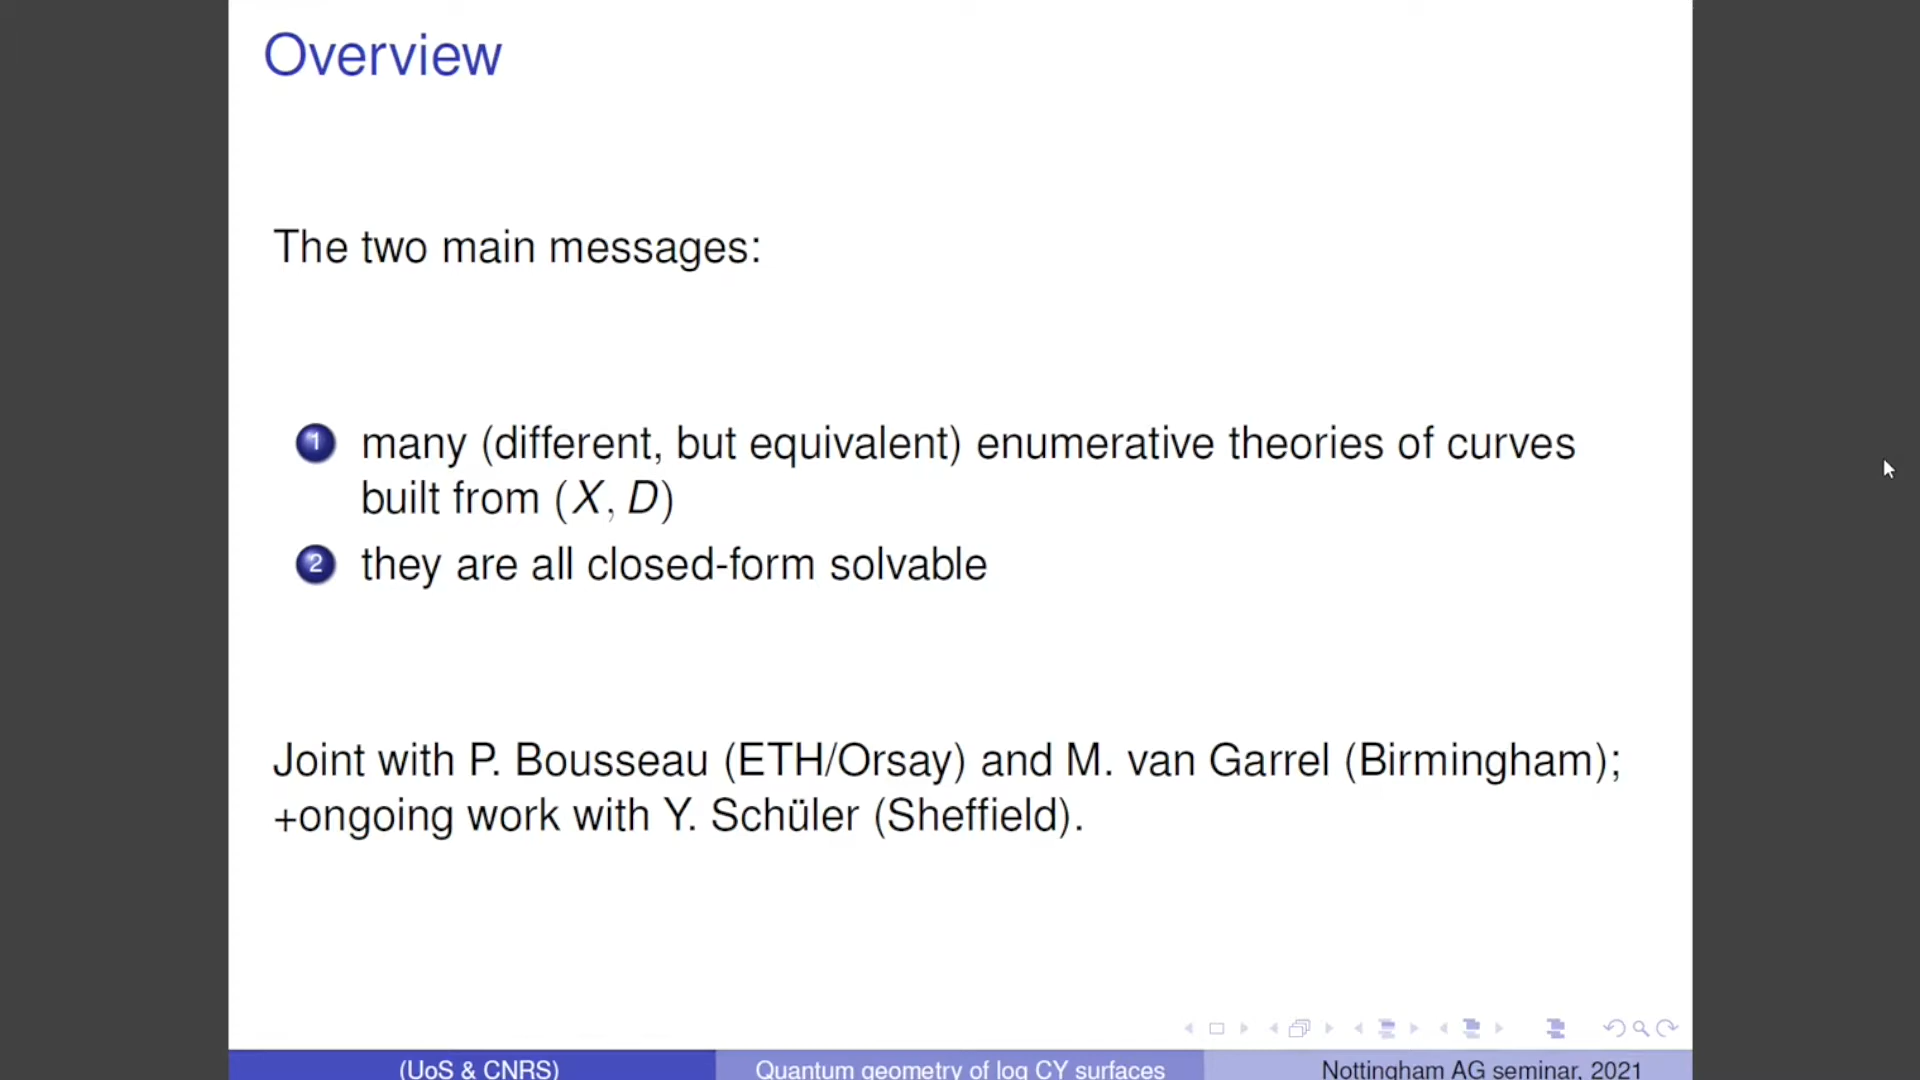 Overview
The two main messages:
1 many (different, but equivalent) enumerative theories of curves
built from (X, D)
2 they are all closed-form solvable
Joint with P. Bousseau (ETH/Orsay) and M. van Garrel (Birmingham);
+ongoing work with Y. Schüler (Sheffield).
(UoS & CNRS) Quantum geometry of log CY surfaces Nottingham AG seminar, 2021